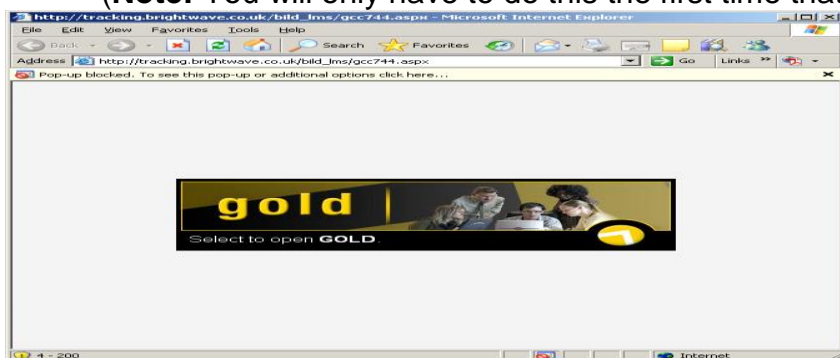 (Note: You will only have to do this the first time that
http://tracking.brightwave.co.uk/bild_lms/gcc744.aspx - Microsoft Internet Explorer
File Edit View Favorites Tools Help
Back Search Favorites
Address http://tracking.brightwave.co.uk/bild_lms/gcc744.aspx Go Links »
Pop-up blocked. To see this pop-up or additional options click here...
gold
Select to open GOLD.
4 - 200 Internet